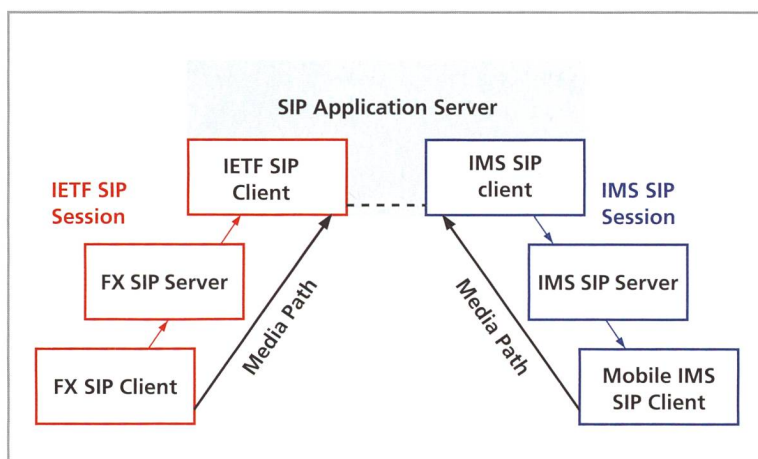 SIP Application Server
IETF SIP
Client
IMS SIP
client
IETF SIP
Session
IMS SIP
Session
FX SIP Server
IMS SIP Server
Media Path
Media Path
FX SIP Client
Mobile IMS
SIP Client